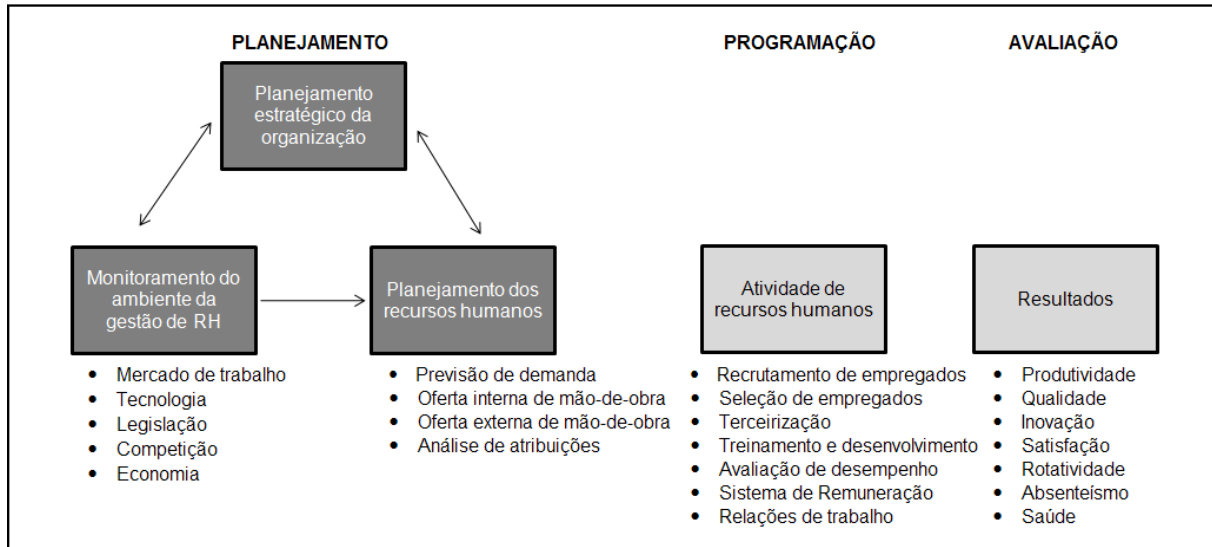 PLANEJAMENTO
PROGRAMAÇÃO
AVALIAÇÃO
Planejamento
estratégico da
organização
Monitoramento do
ambiente da
gestão de RH
Planejamento dos
recursos humanos
Atividade de
recursos humanos
Resultados
• Mercado de trabalho
• Tecnologia
• Legislação
• Competição
• Economia
• Previsão de demanda
• Oferta interna de mão-de-obra
• Oferta externa de mão-de-obra
• Análise de atribuições
• Recrutamento de empregados
• Seleção de empregados
• Terceirização
• Treinamento e desenvolvimento
• Avaliação de desempenho
• Sistema de Remuneração
• Relações de trabalho
• Produtividade
• Qualidade
• Inovação
• Satisfação
• Rotatividade
• Absenteísmo
• Saúde